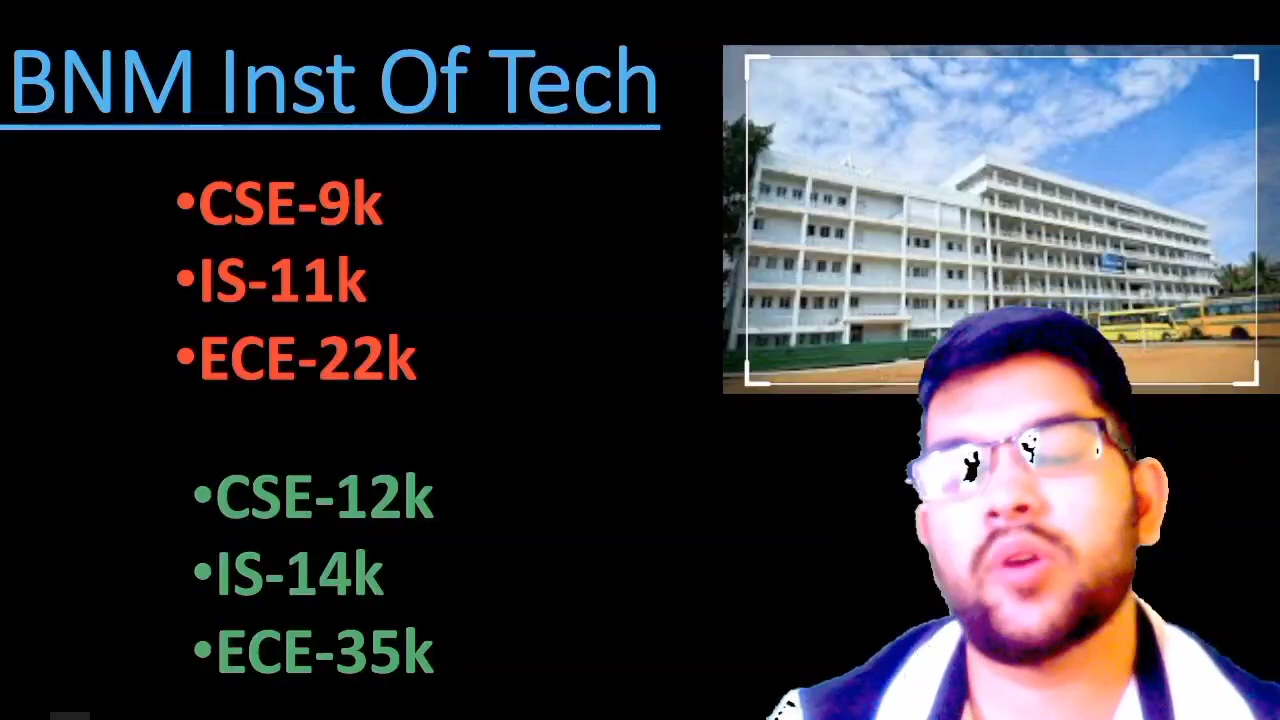 BNM Inst Of Tech
•CSE-9k
•IS-11k
•ECE-22k
•CSE-12k
•IS-14k
•ECE-35k